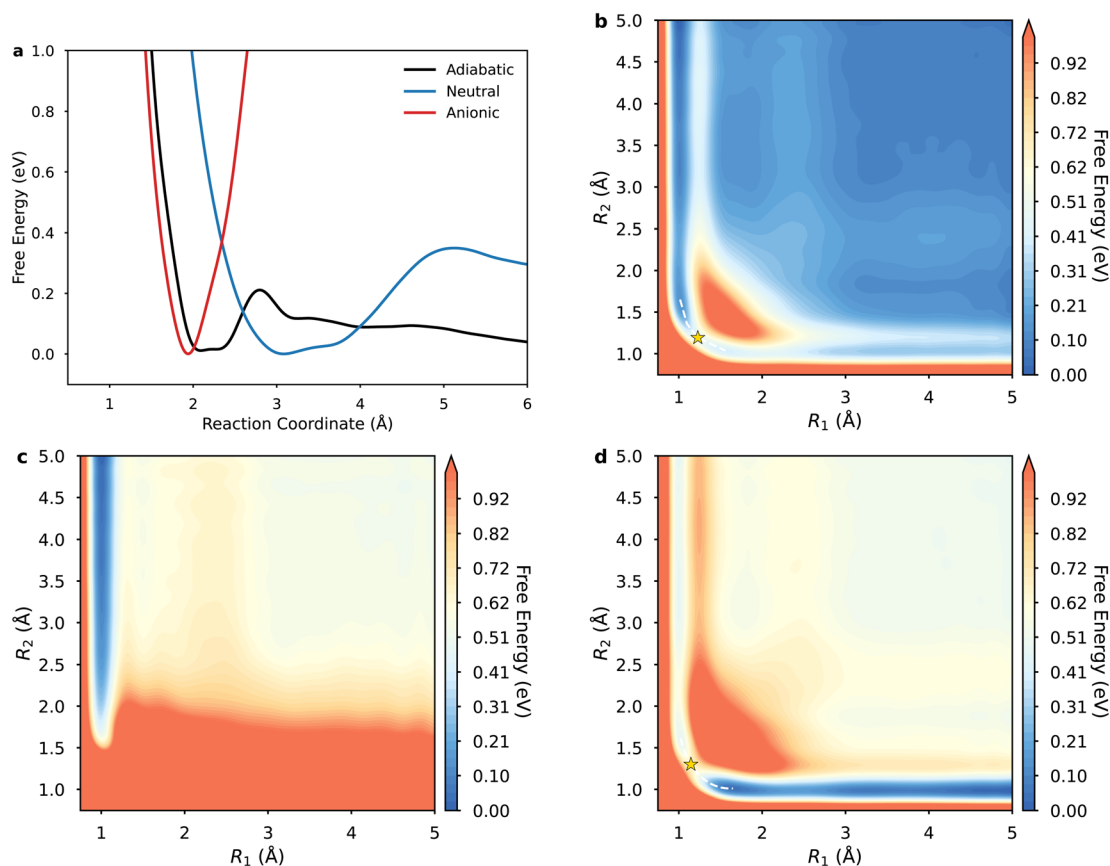 a
1.0
0.8
0.6
0.4
0.2
0.0
Free Energy (eV)
Adiabatic
Neutral
Anionic
1 2 3 4 5 6
Reaction Coordinate (Å)
b
5.0
4.5
4.0
3.5
3.0
2.5
2.0
1.5
1.0
R2 (Å)
1 2 3 4 5
R1 (Å)
0.92
0.82
0.72
0.62
0.51
0.41
0.31
0.21
0.10
0.00
Free Energy (eV)
c
5.0
4.5
4.0
3.5
3.0
2.5
2.0
1.5
1.0
R2 (Å)
1 2 3 4 5
R1 (Å)
0.92
0.82
0.72
0.62
0.51
0.41
0.31
0.21
0.10
0.00
Free Energy (eV)
d
5.0
4.5
4.0
3.5
3.0
2.5
2.0
1.5
1.0
R2 (Å)
1 2 3 4 5
R1 (Å)
0.92
0.82
0.72
0.62
0.51
0.41
0.31
0.21
0.10
0.00
Free Energy (eV)